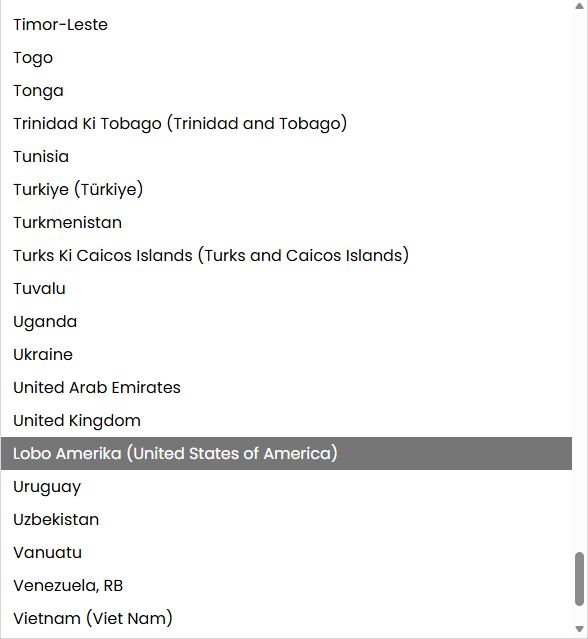 Timor-Leste
Togo
Tonga
Trinidad Ki Tobago (Trinidad and Tobago)
Tunisia
Turkiye (Türkiye)
Turkmenistan
Turks Ki Caicos Islands (Turks and Caicos Islands)
Tuvalu
Uganda
Ukraine
United Arab Emirates
United Kingdom
Lobo Amerika (United States of America)
Uruguay
Uzbekistan
Vanuatu
Venezuela, RB
Vietnam (Viet Nam)